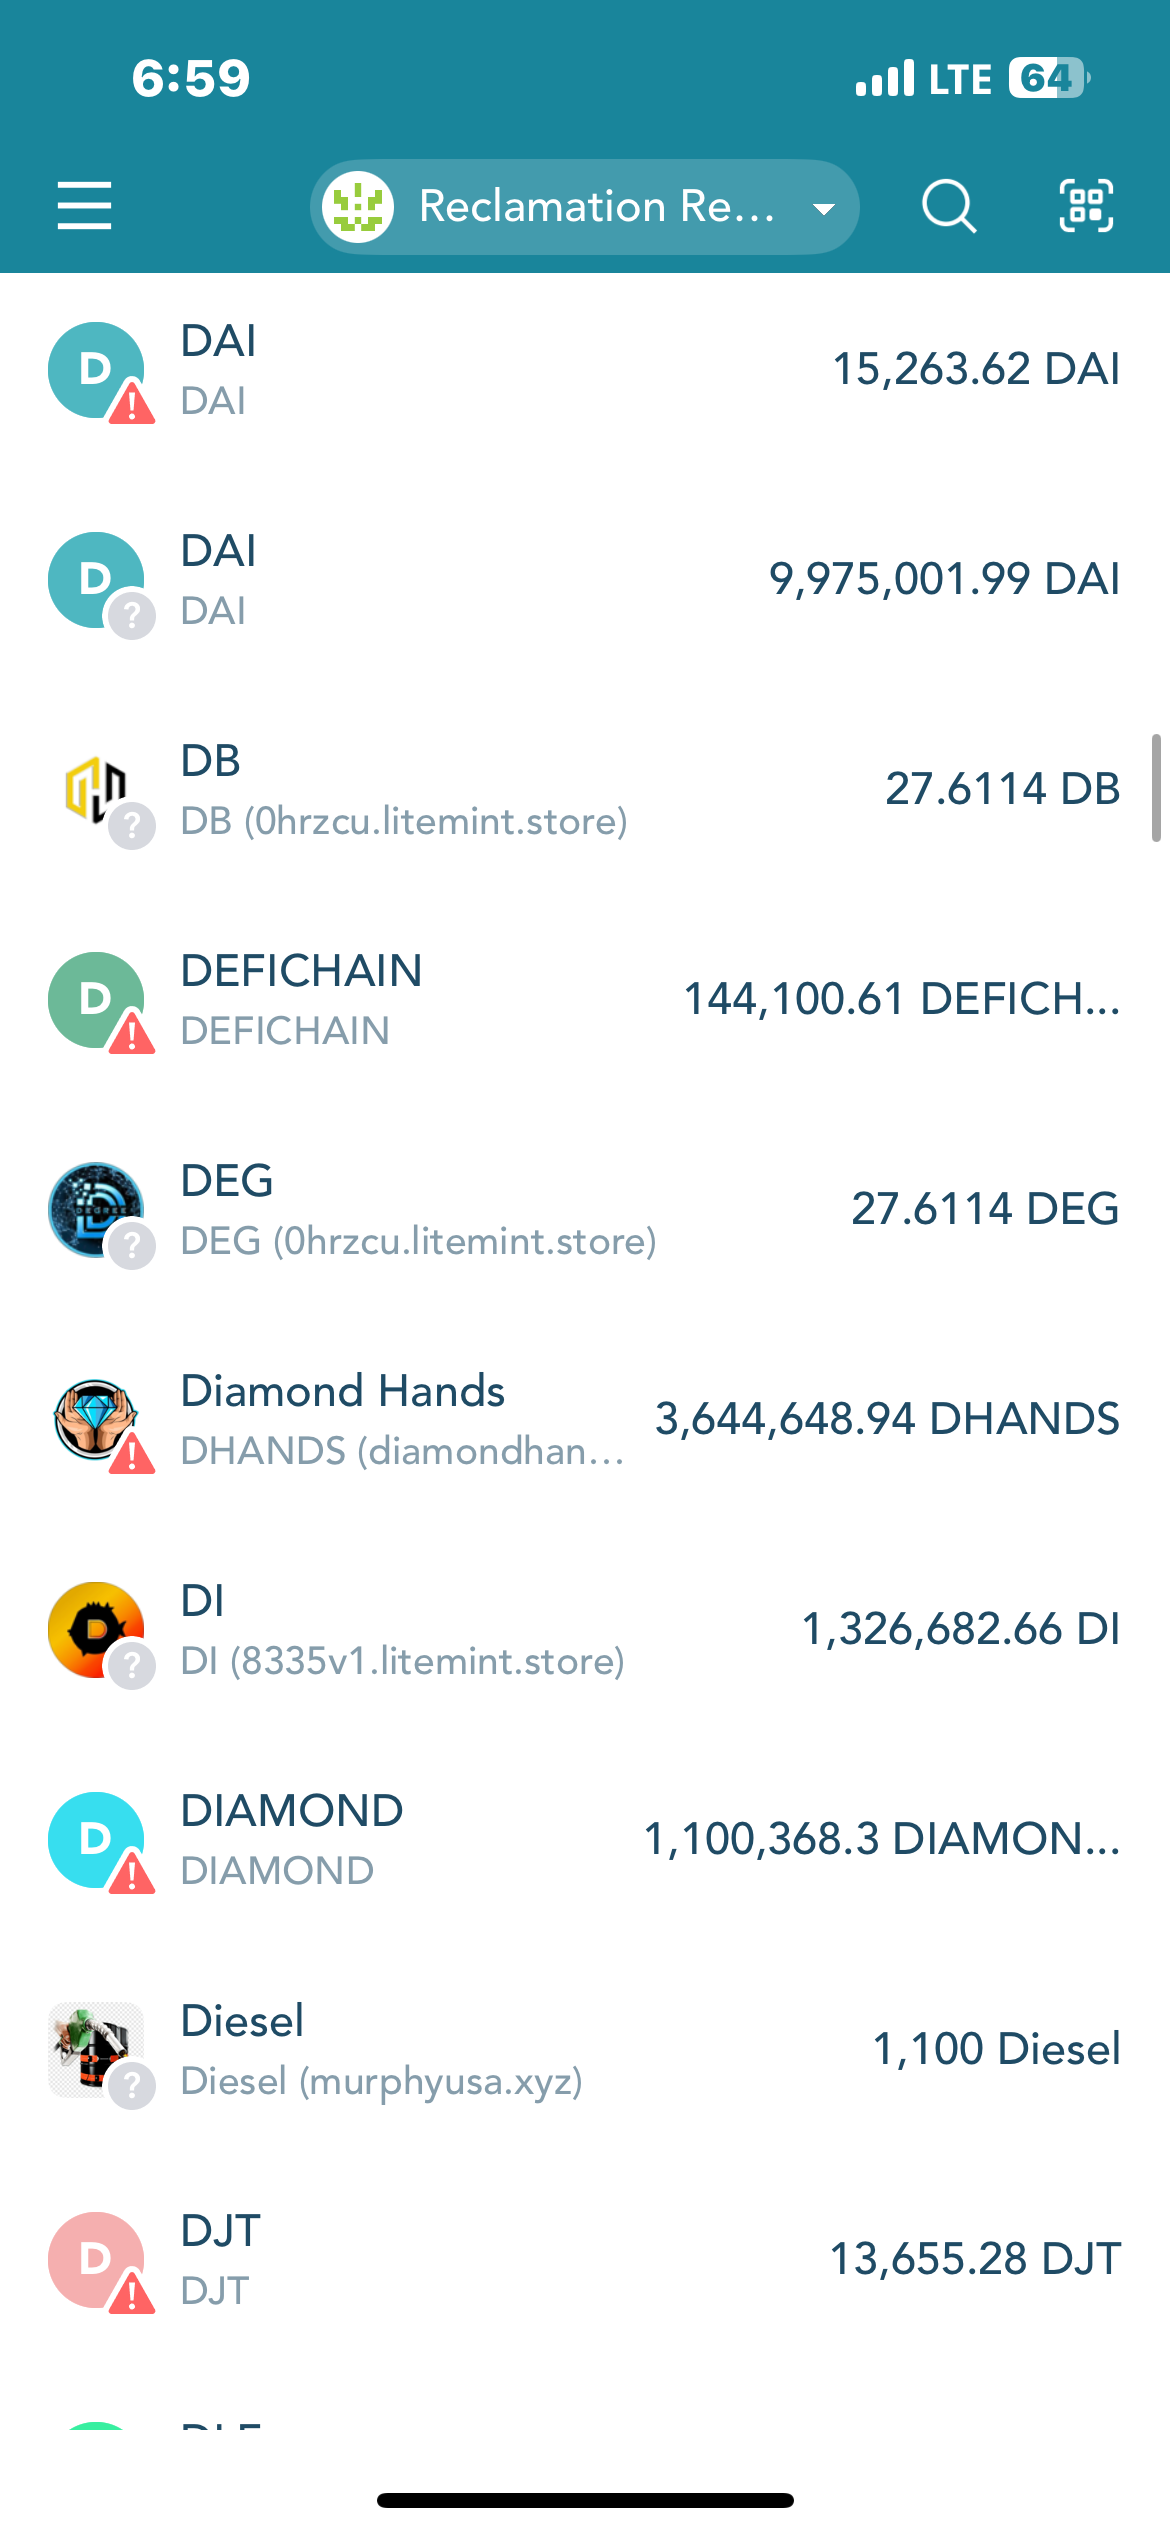 6:59
LTE 64
Reclamation Re...
D
DAI
15,263.62 DAI
DAI
D
DAI
9,975,001.99 DAI
DAI
?
DB
27.6114 DB
DB (0hrzcu.litemint.store)
?
D
DEFICHAIN
144,100.61 DEFICH...
DEFICHAIN
DEG
27.6114 DEG
DEG (0hrzcu.litemint.store)
?
Diamond Hands
3,644,648.94 DHANDS
DHANDS (diamondhan...
D
DI
1,326,682.66 DI
DI (8335v1.litemint.store)
?
D
DIAMOND
1,100,368.3 DIAMON...
DIAMOND
Diesel
1,100 Diesel
Diesel (murphyusa.xyz)
?
D
DJT
13,655.28 DJT
DJT